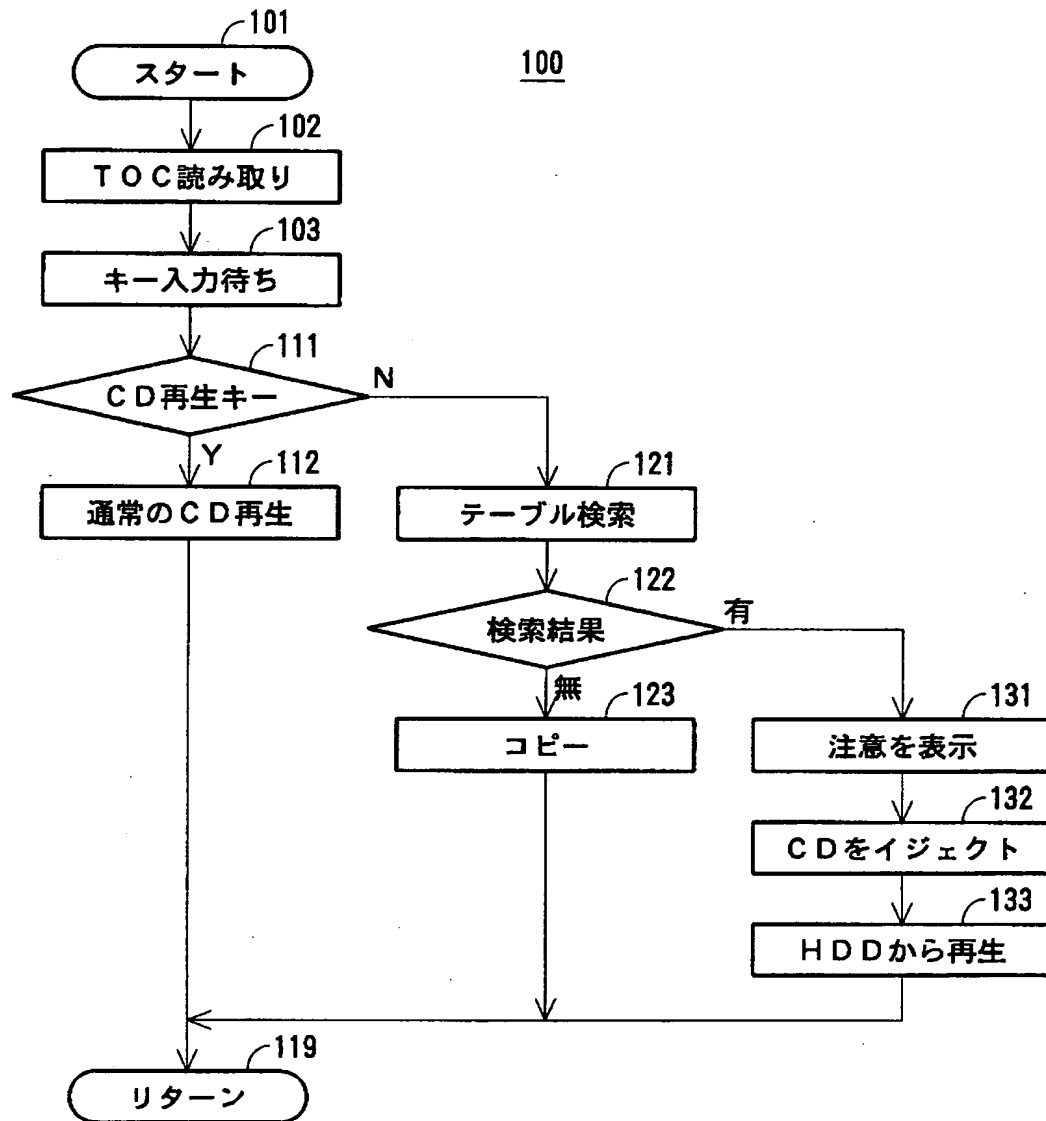 101
スタート
100
102
TOC読み取り
103
キー入力待ち
111
CD再生キー
N
Y
112
通常のCD再生
121
テーブル検索
122
検索結果
有
無
123
コピー
131
注意を表示
132
CDをイジェクト
133
HDDから再生
119
リターン